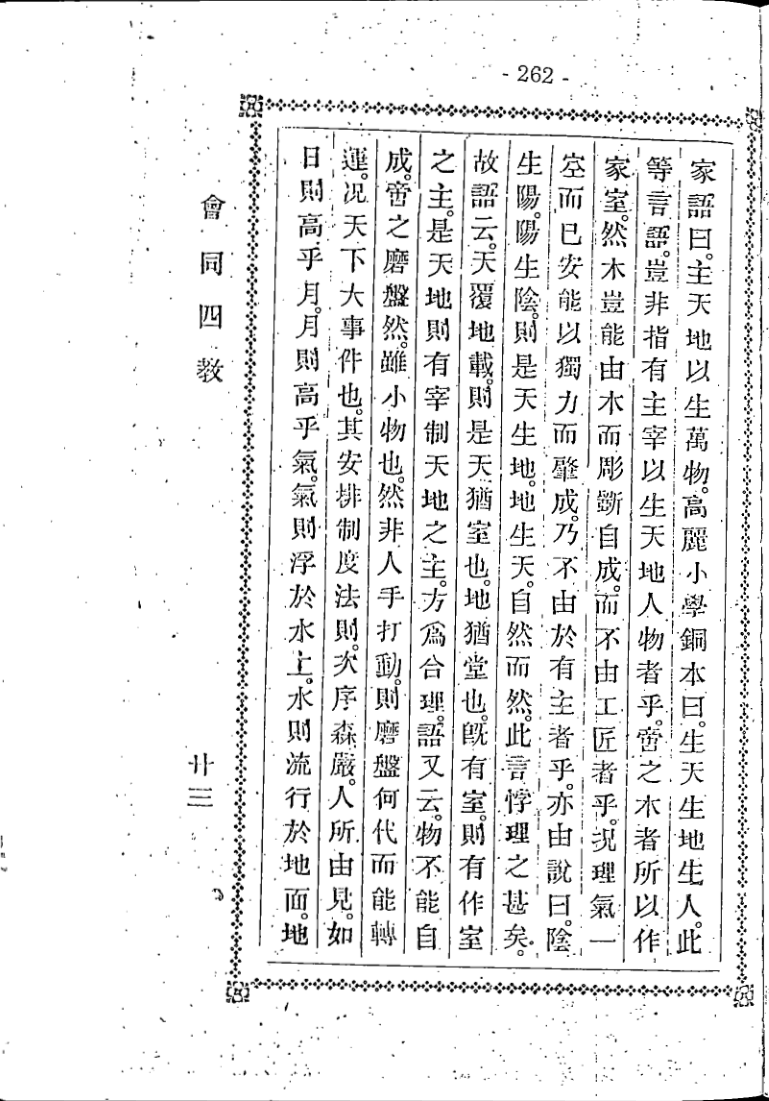 - 262 -
家語曰。主天地以生萬物。高麗小學銅本曰。生天生地生人。此
等言語。豈非指有主宰以生天地人物者乎。啻之木者所以作
家室。然木豈能由木而彫斲自成。而不由工匠者乎。況理氣一
空而已安能以獨力而肇成。乃不由於有主者乎。亦由說曰。陰
生陽。陽生陰。則是天生地。地生天。自然而然。此言悖理之甚矣。
故語云。天覆地載。則是天猶室也。地猶堂也。旣有室。則有作室
之主。是天地則有宰制天地之主。方爲合理。語又云。物不能自
成。啻之磨盤然。雖小物也。然非人手打動。則磨盤何代而能轉
運。况天下大事件也。其安排制度法則。次序森嚴。人所由見。如
日則高乎月。月則高乎氣。氣則浮於水上。水則流行於地面。地
會同四敎
廿三